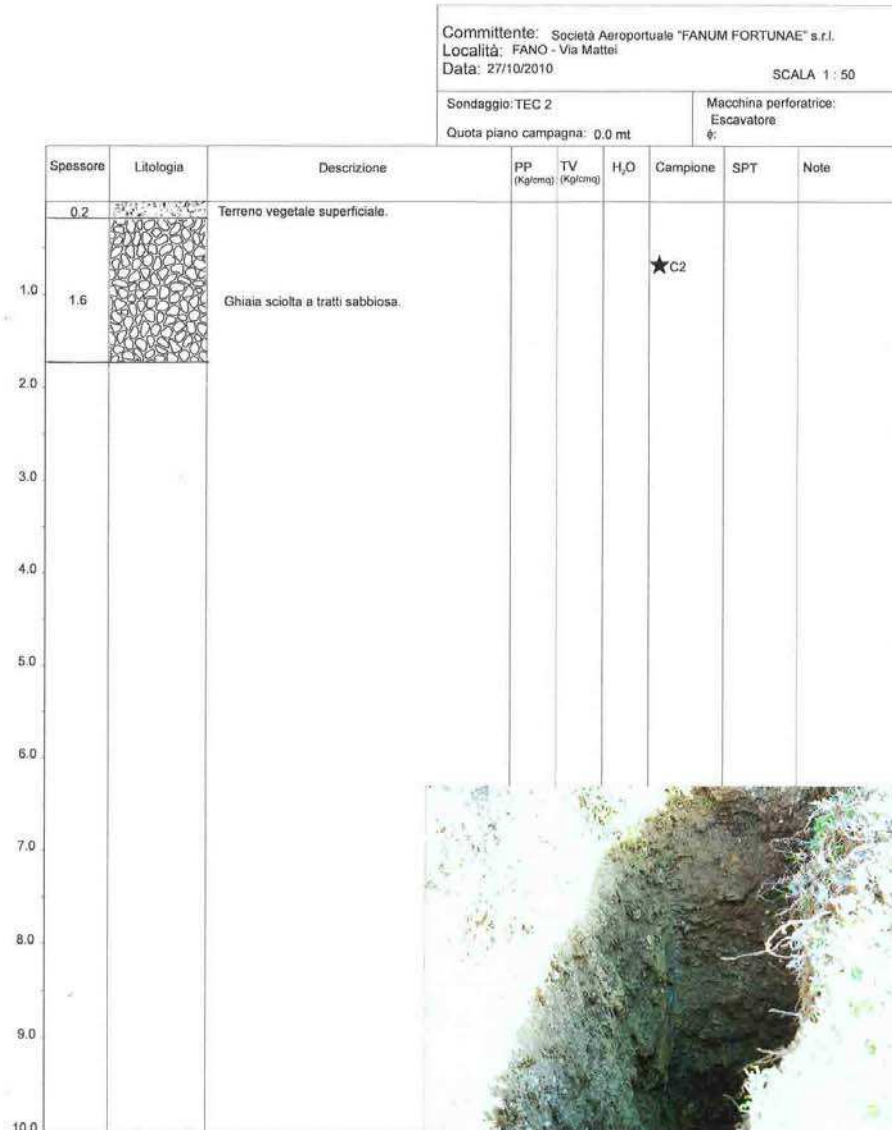 Committente: Società Aeroportuale "FANUM FORTUNAE" s.r.l.
Località: FANO - Via Mattei
Data: 27/10/2010
SCALA 1 : 50
Sondaggio: TEC 2
Macchina perforatrice:
Escavatore
Quota piano campagna: 0.0 mt
ϕ:
Spessore Litologia Descrizione PP (Kg/cmq) TV (Kg/cmq) H₂O Campione SPT Note
0.2 Terreno vegetale superficiale.
★C2
1.0
1.6 Ghiaia sciolta a tratti sabbiosa.
2.0
3.0
4.0
5.0
6.0
7.0
8.0
9.0
10.0